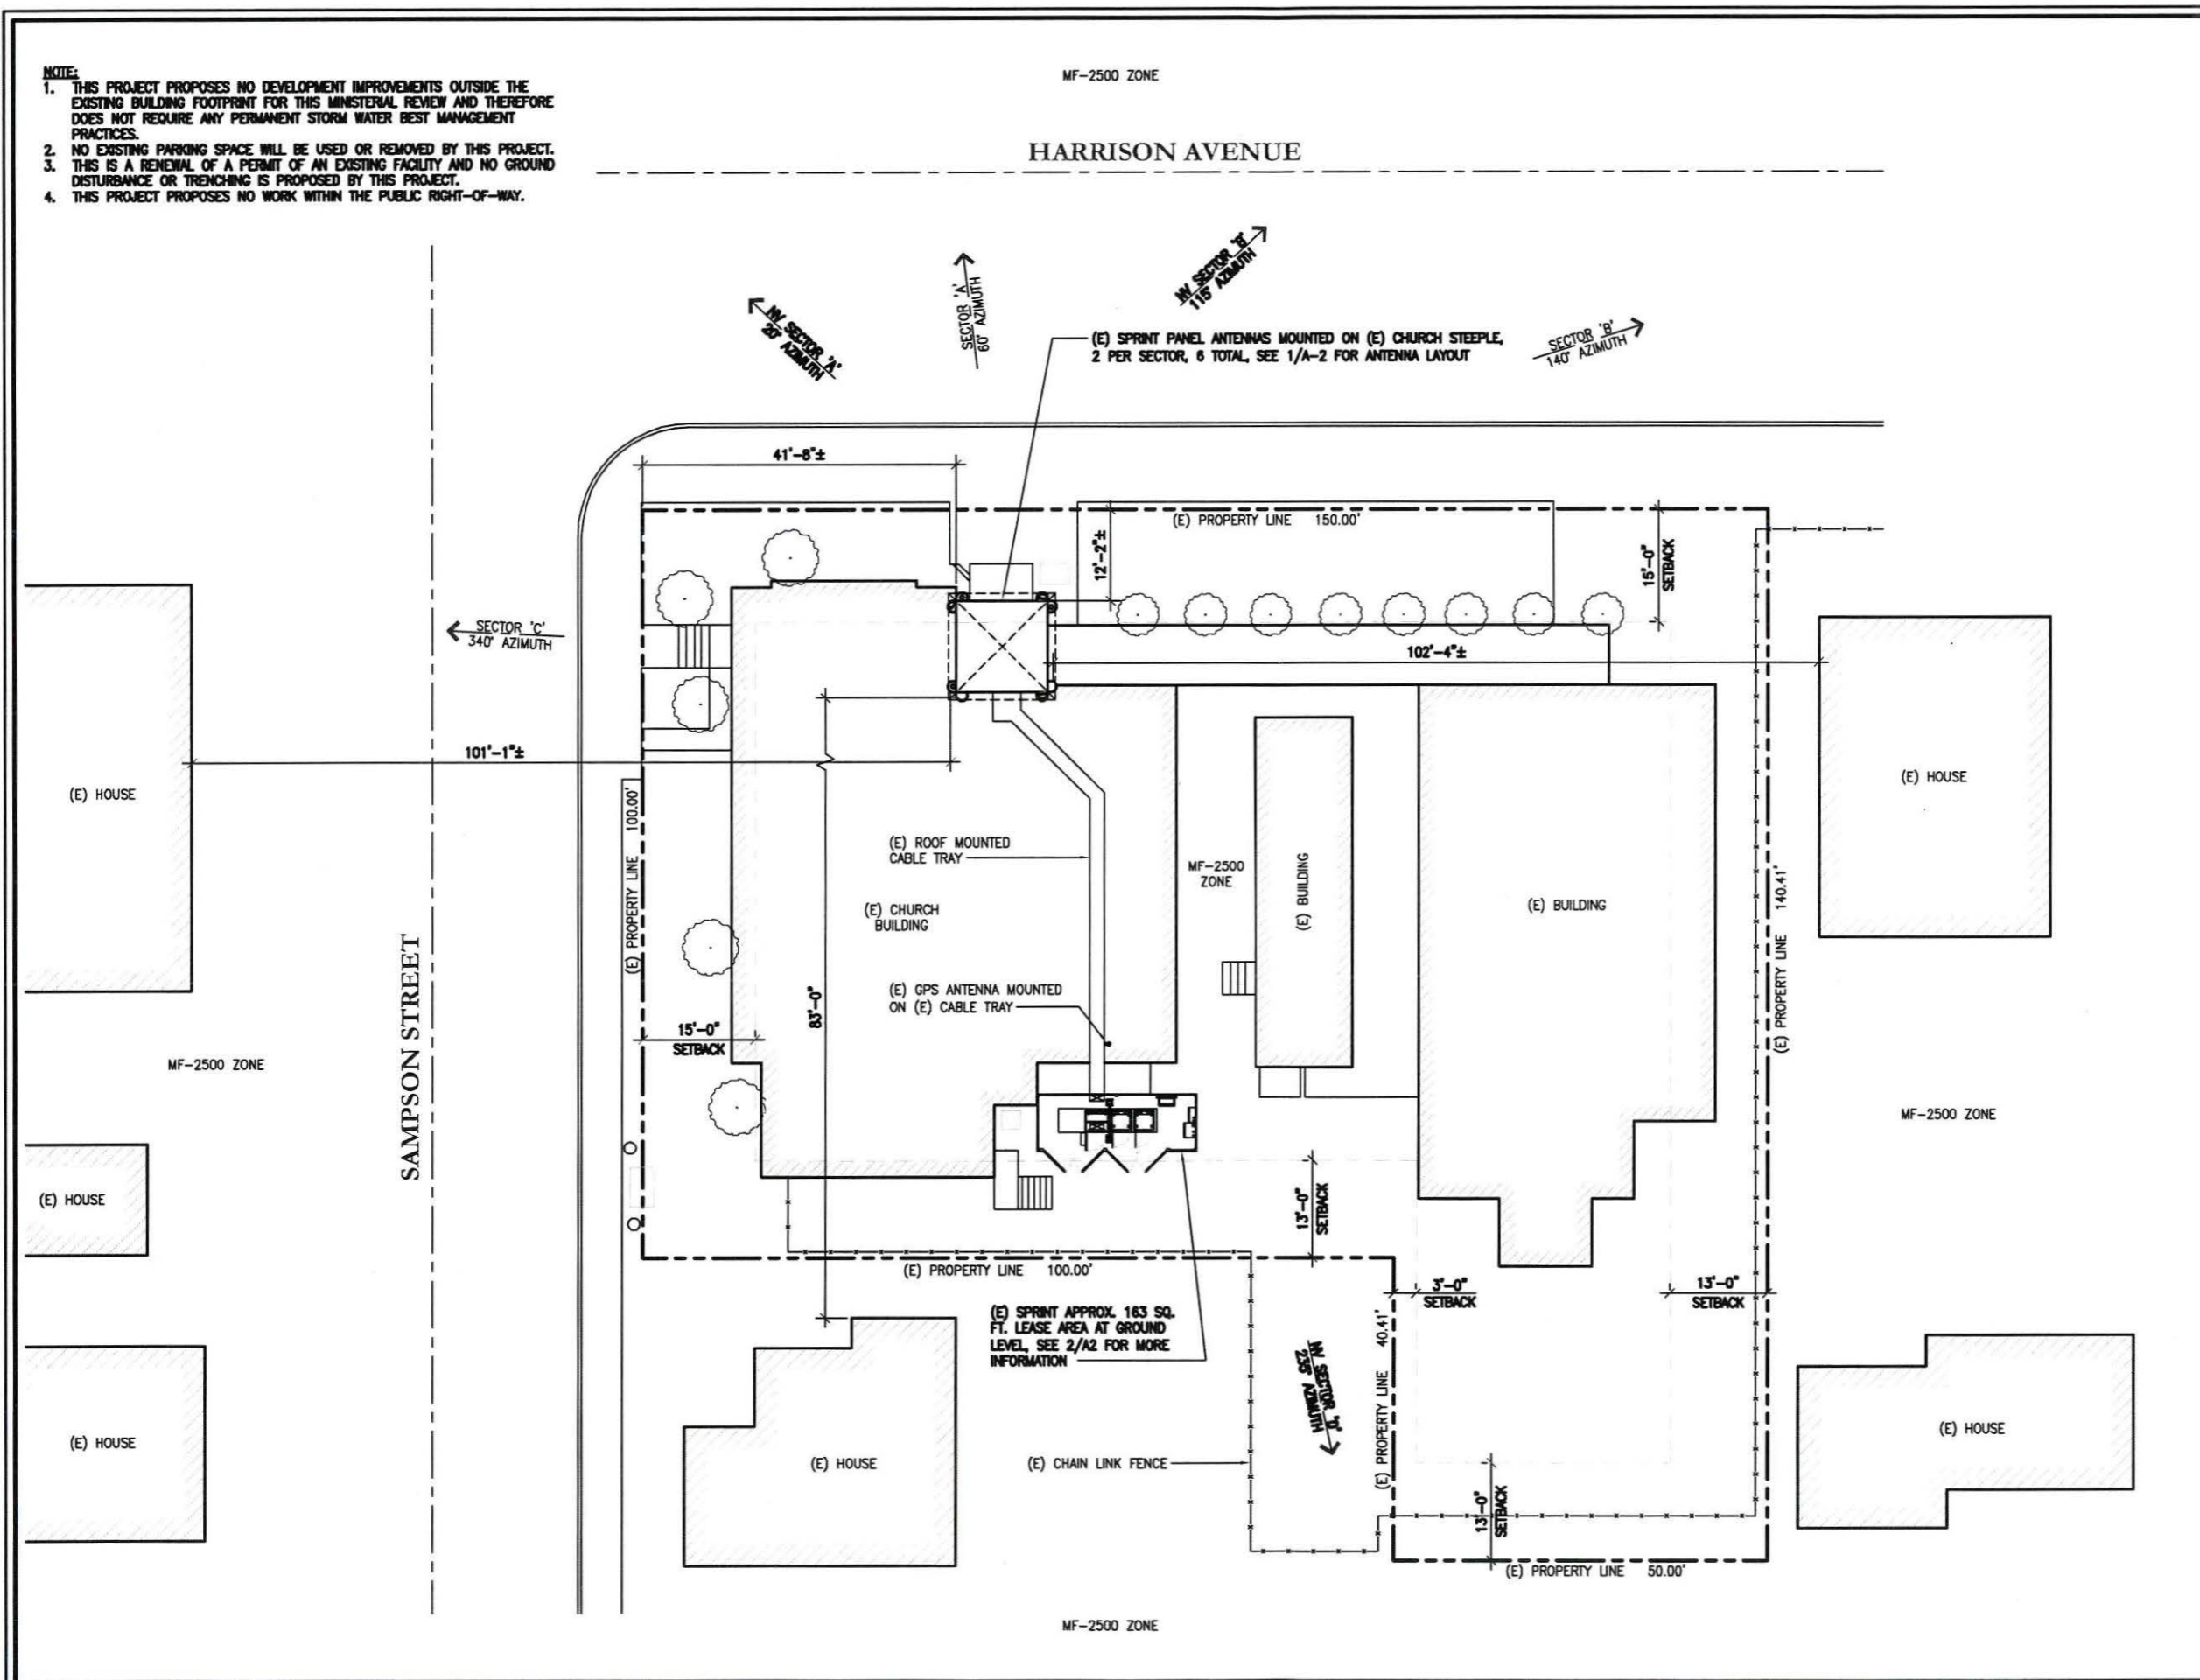 NOTE:
1. THIS PROJECT PROPOSES NO DEVELOPMENT IMPROVEMENTS OUTSIDE THE
EXISTING BUILDING FOOTPRINT FOR THIS MINISTERIAL REVIEW AND THEREFORE
DOES NOT REQUIRE ANY PERMANENT STORM WATER BEST MANAGEMENT
PRACTICES.
2. NO EXISTING PARKING SPACE WILL BE USED OR REMOVED BY THIS PROJECT.
3. THIS IS A RENEWAL OF A PERMIT OF AN EXISTING FACILITY AND NO GROUND
DISTURBANCE OR TRENCHING IS PROPOSED BY THIS PROJECT.
4. THIS PROJECT PROPOSES NO WORK WITHIN THE PUBLIC RIGHT-OF-WAY.
MF-2500 ZONE
HARRISON AVENUE
NV SECTOR 'A'
20° AZIMUTH
SECTOR 'A'
60° AZIMUTH
NV SECTOR 'B'
115° AZIMUTH
SECTOR 'B'
140° AZIMUTH
(E) SPRINT PANEL ANTENNAS MOUNTED ON (E) CHURCH STEEPLE,
2 PER SECTOR, 6 TOTAL, SEE 1/A-2 FOR ANTENNA LAYOUT
41'-8"±
(E) PROPERTY LINE 150.00'
12'-2"±
15'-0"
SETBACK
SECTOR 'C'
340° AZIMUTH
102'-4"±
101'-1"±
(E) HOUSE
(E) HOUSE
(E) PROPERTY LINE 100.00'
(E) ROOF MOUNTED
CABLE TRAY
MF-2500
ZONE
(E) BUILDING
(E) BUILDING
(E) CHURCH
BUILDING
(E) PROPERTY LINE 140.41'
SAMPSON STREET
83'-0"
(E) GPS ANTENNA MOUNTED
ON (E) CABLE TRAY
15'-0"
SETBACK
MF-2500 ZONE
MF-2500 ZONE
(E) HOUSE
13'-0"
SETBACK
(E) PROPERTY LINE 100.00'
3'-0"
SETBACK
13'-0"
SETBACK
(E) SPRINT APPROX. 163 SQ.
FT. LEASE AREA AT GROUND
LEVEL, SEE 2/A2 FOR MORE
INFORMATION
NV SECTOR 'D'
235° AZIMUTH
(E) PROPERTY LINE 40.41'
(E) HOUSE
(E) HOUSE
(E) CHAIN LINK FENCE
(E) HOUSE
13'-0"
SETBACK
(E) PROPERTY LINE 50.00'
MF-2500 ZONE